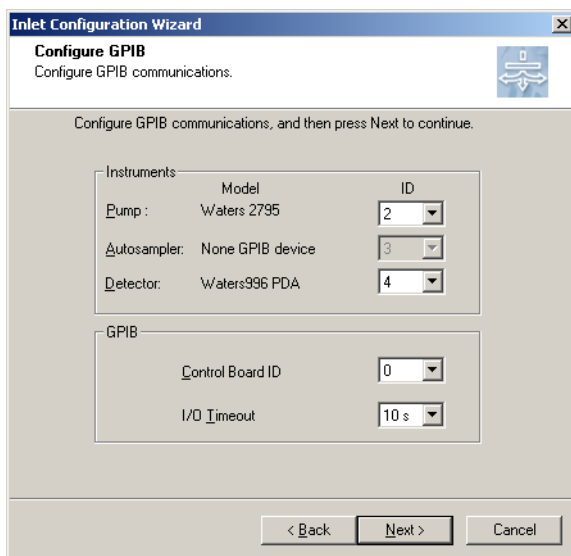 Inlet Configuration Wizard
Configure GPIB
Configure GPIB communications.
Configure GPIB communications, and then press Next to continue.
Instruments
Model ID
Pump : Waters 2795 2
Autosampler: None GPIB device 3
Detector: Waters996 PDA 4
GPIB
Control Board ID 0
I/O Timeout 10 s
< Back Next > Cancel